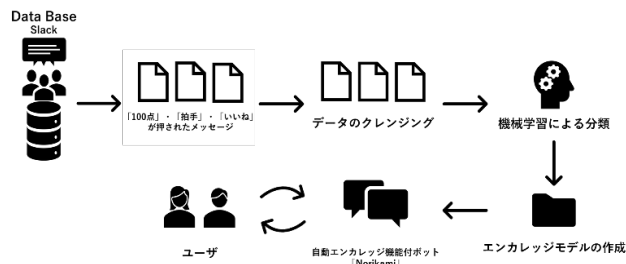 Data Base
Slack
「100点」・「拍手」・「いいね」
が押されたメッセージ
データのクレンジング
機械学習による分類
ユーザ
自動エンカレッジ機能付ボット
「Norikami」
エンカレッジモデルの作成